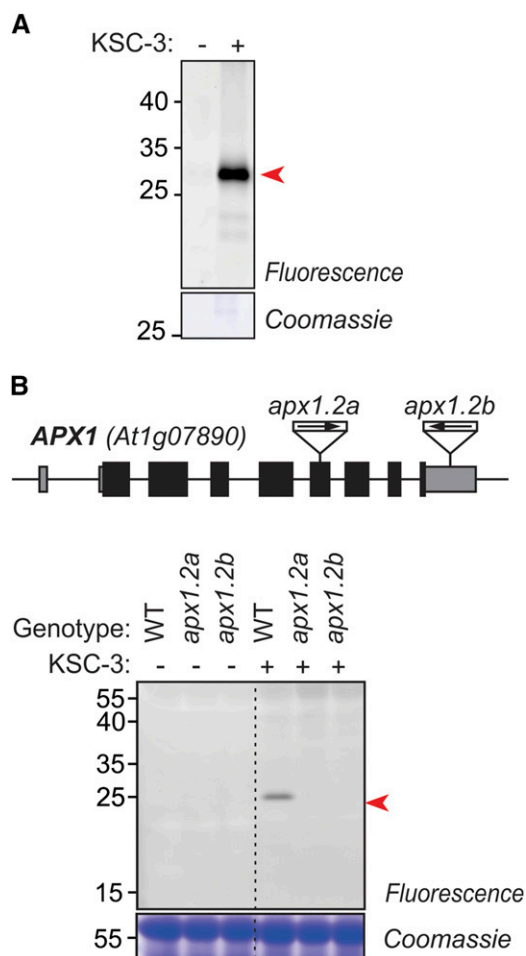 A
KSC-3: - +
40
35
25
Fluorescence
25
Coomassie
B
apx1.2a apx1.2b
APX1 (At1g07890)
Genotype: WT apx1.2a apx1.2b WT apx1.2a apx1.2b
KSC-3: - - - + + +
55
40
35
25
15
Fluorescence
55
Coomassie